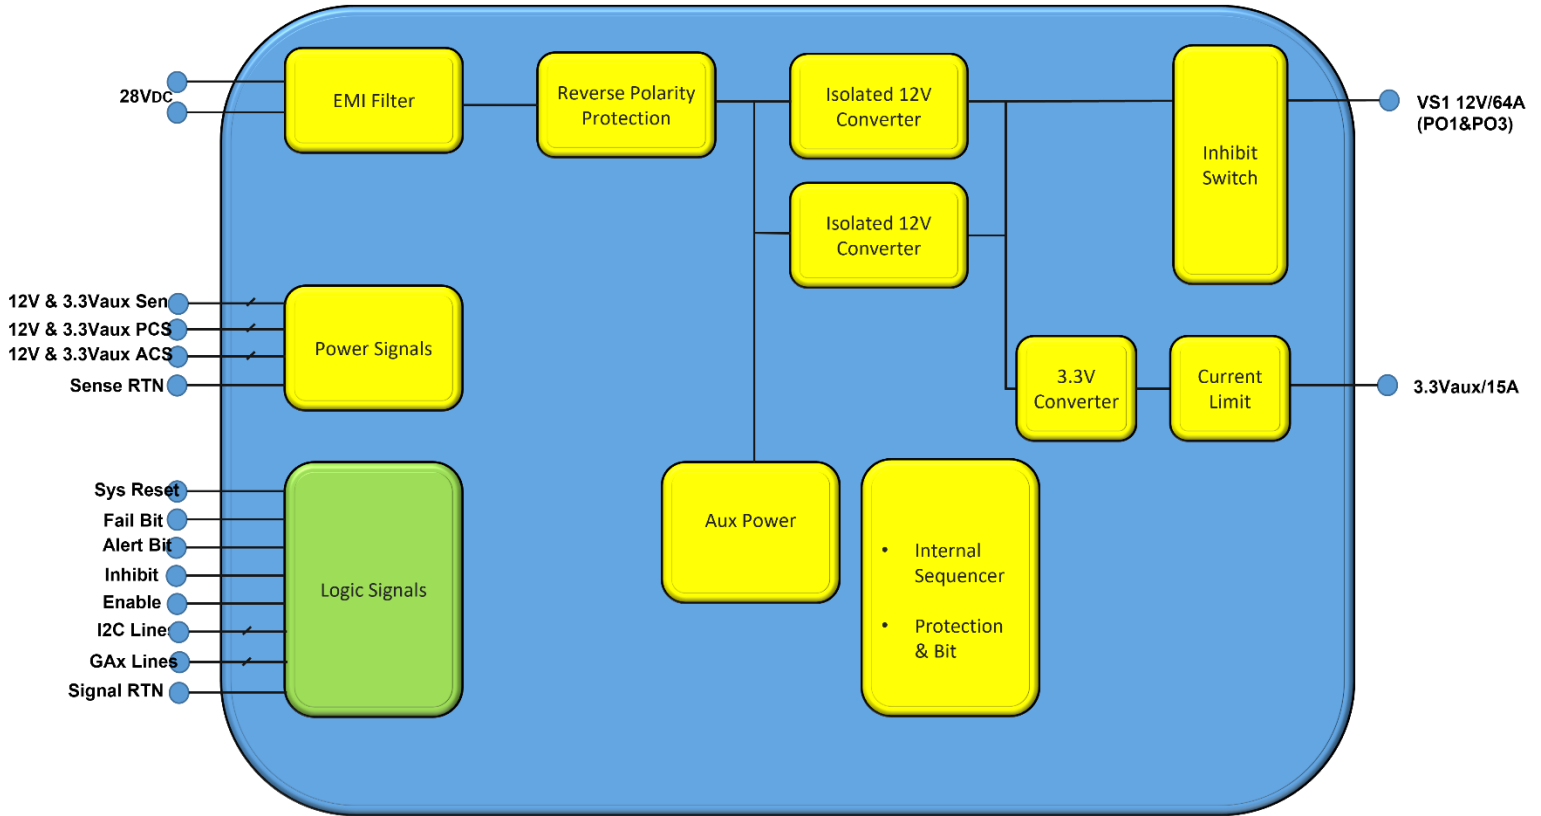 28VDC
EMI Filter
Reverse Polarity
Protection
Isolated 12V
Converter
Isolated 12V
Converter
Inhibit
Switch
VS1 12V/64A
(PO1&PO3)
12V & 3.3Vaux Sen
12V & 3.3Vaux PCS
12V & 3.3Vaux ACS
Sense RTN
Power Signals
3.3V
Converter
Current
Limit
3.3Vaux/15A
Sys Reset
Fail Bit
Alert Bit
Inhibit
Enable
I2C Lines
GAx Lines
Signal RTN
Logic Signals
Aux Power
• Internal
Sequencer
• Protection
& Bit